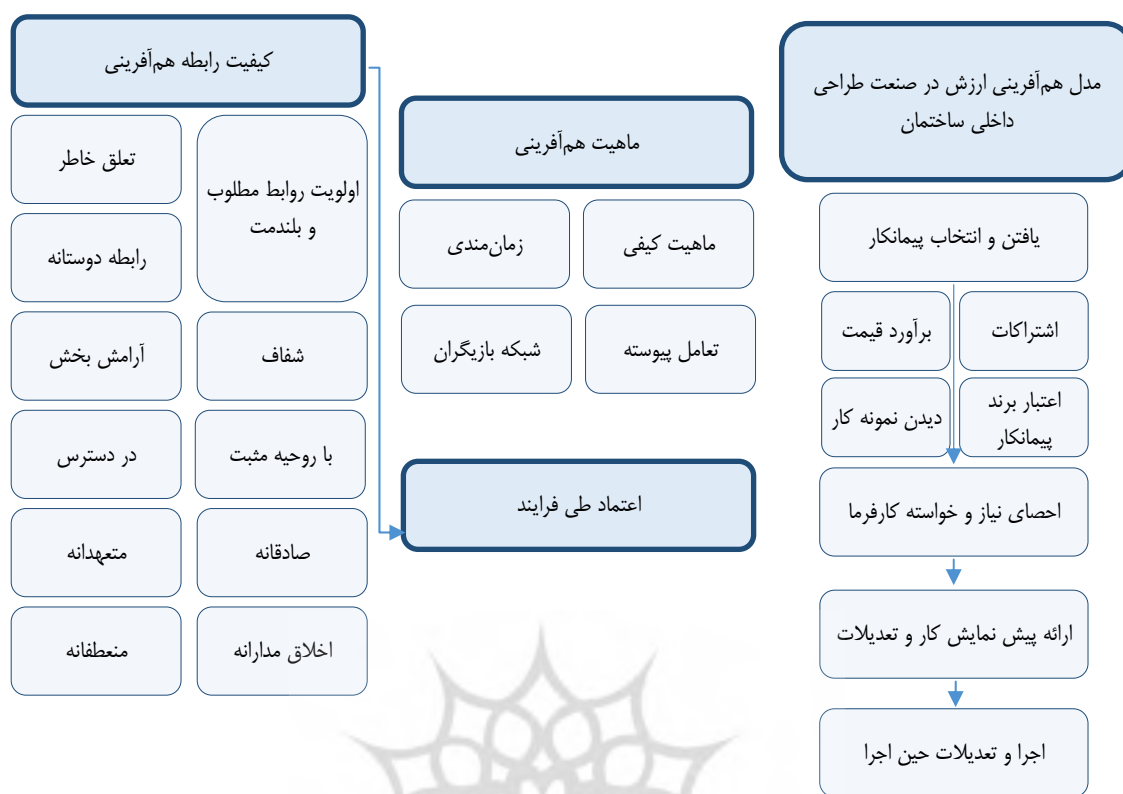 مدل هم‌آفرینی ارزش در صنعت طراحی
داخلی ساختمان
یافتن و انتخاب پیمانکار
اشتراکات
برآورد قیمت
اعتبار برند
پیمانکار
دیدن نمونه کار
احصای نیاز و خواسته کارفرما
ارائه پیش نمایش کار و تعدیلات
اجرا و تعدیلات حین اجرا
ماهیت هم‌آفرینی
ماهیت کیفی
زمان‌مندی
تعامل پیوسته
شبکه بازیگران
اعتماد طی فرایند
کیفیت رابطه هم‌آفرینی
اولویت روابط مطلوب
و بلندمت
تعلق خاطر
رابطه دوستانه
شفاف
آرامش بخش
با روحیه مثبت
در دسترس
صادقانه
متعهدانه
اخلاق مدارانه
منعطفانه